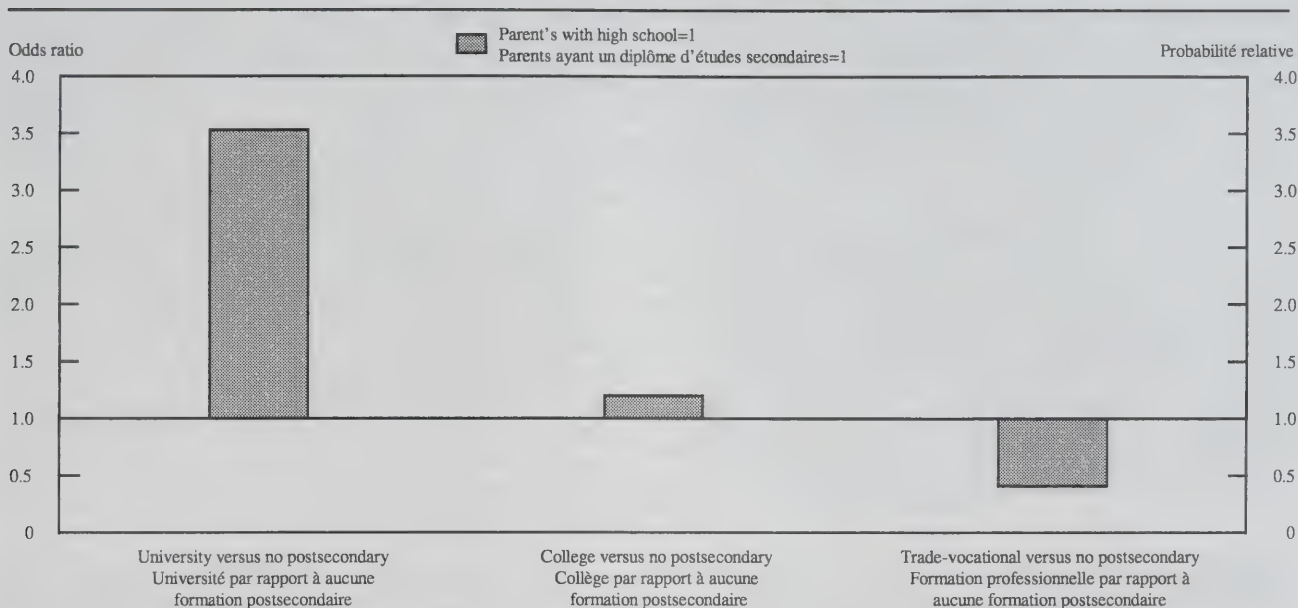 Parent's with high school=1
Parents ayant un diplôme d'études secondaires=1
Odds ratio
Probabilité relative
4.0
4.0
3.5
3.5
3.0
3.0
2.5
2.5
2.0
2.0
1.5
1.5
1.0
1.0
0.5
0.5
0
0
University versus no postsecondary
Université par rapport à aucune
formation postsecondaire
College versus no postsecondary
Collège par rapport à aucune
formation postsecondaire
Trade-vocational versus no postsecondary
Formation professionnelle par rapport à
aucune formation postsecondaire